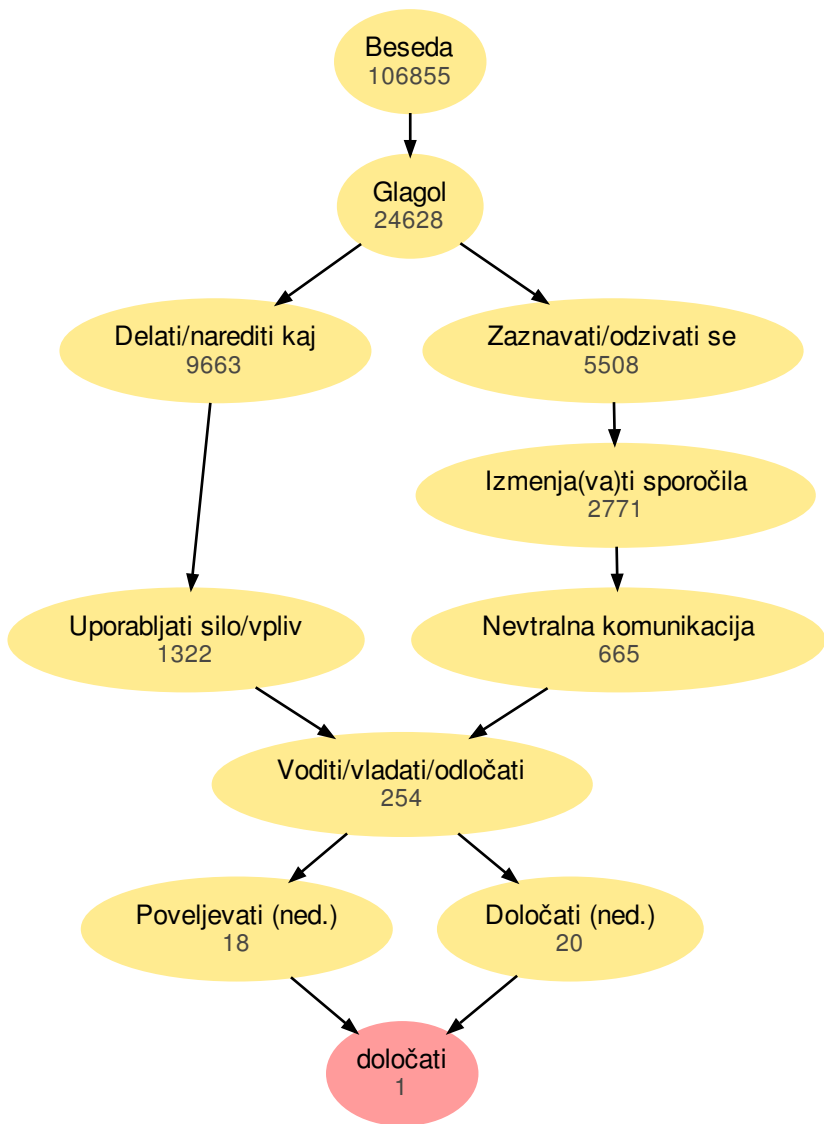 Beseda
106855
Glagol
24628
Delati/narediti kaj
9663
Zaznavati/odzivati se
5508
Izmenja(va)ti sporočila
2771
Uporabljati silo/vpliv
1322
Nevtralna komunikacija
665
Voditi/vladati/odločati
254
Poveljevati (ned.)
18
Določati (ned.)
20
določati
1